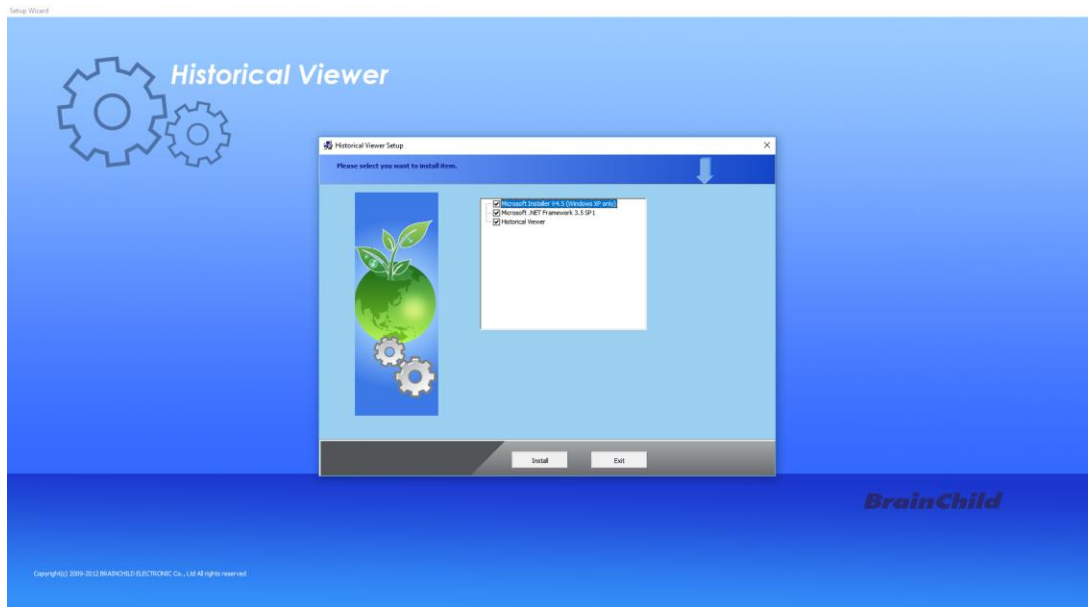 Setup Wizard
Historical Viewer
Historical Viewer Setup
Please select you want to install item.
Microsoft Installer V4.5 (Windows XP only)
Microsoft .NET Framework 3.5 SP1
Historical Viewer
Install
Exit
BrainChild
Copyright(c) 2009-2012 BRAINCHILD ELECTRONIC Co., Ltd All rights reserved